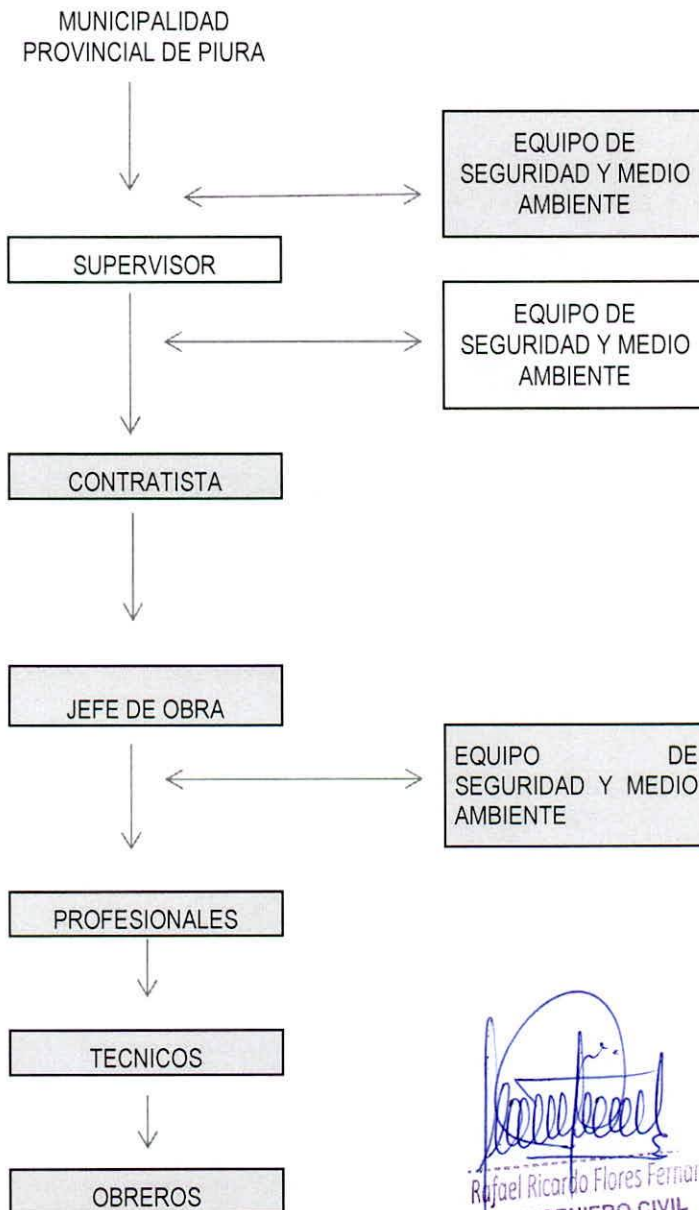 MUNICIPALIDAD
PROVINCIAL DE PIURA
EQUIPO DE
SEGURIDAD Y MEDIO
AMBIENTE
SUPERVISOR
EQUIPO DE
SEGURIDAD Y MEDIO
AMBIENTE
CONTRATISTA
JEFE DE OBRA
EQUIPO DE
SEGURIDAD Y MEDIO
AMBIENTE
PROFESIONALES
TECNICOS
OBREROS
Rafael Ricardo Flores
CIVIL